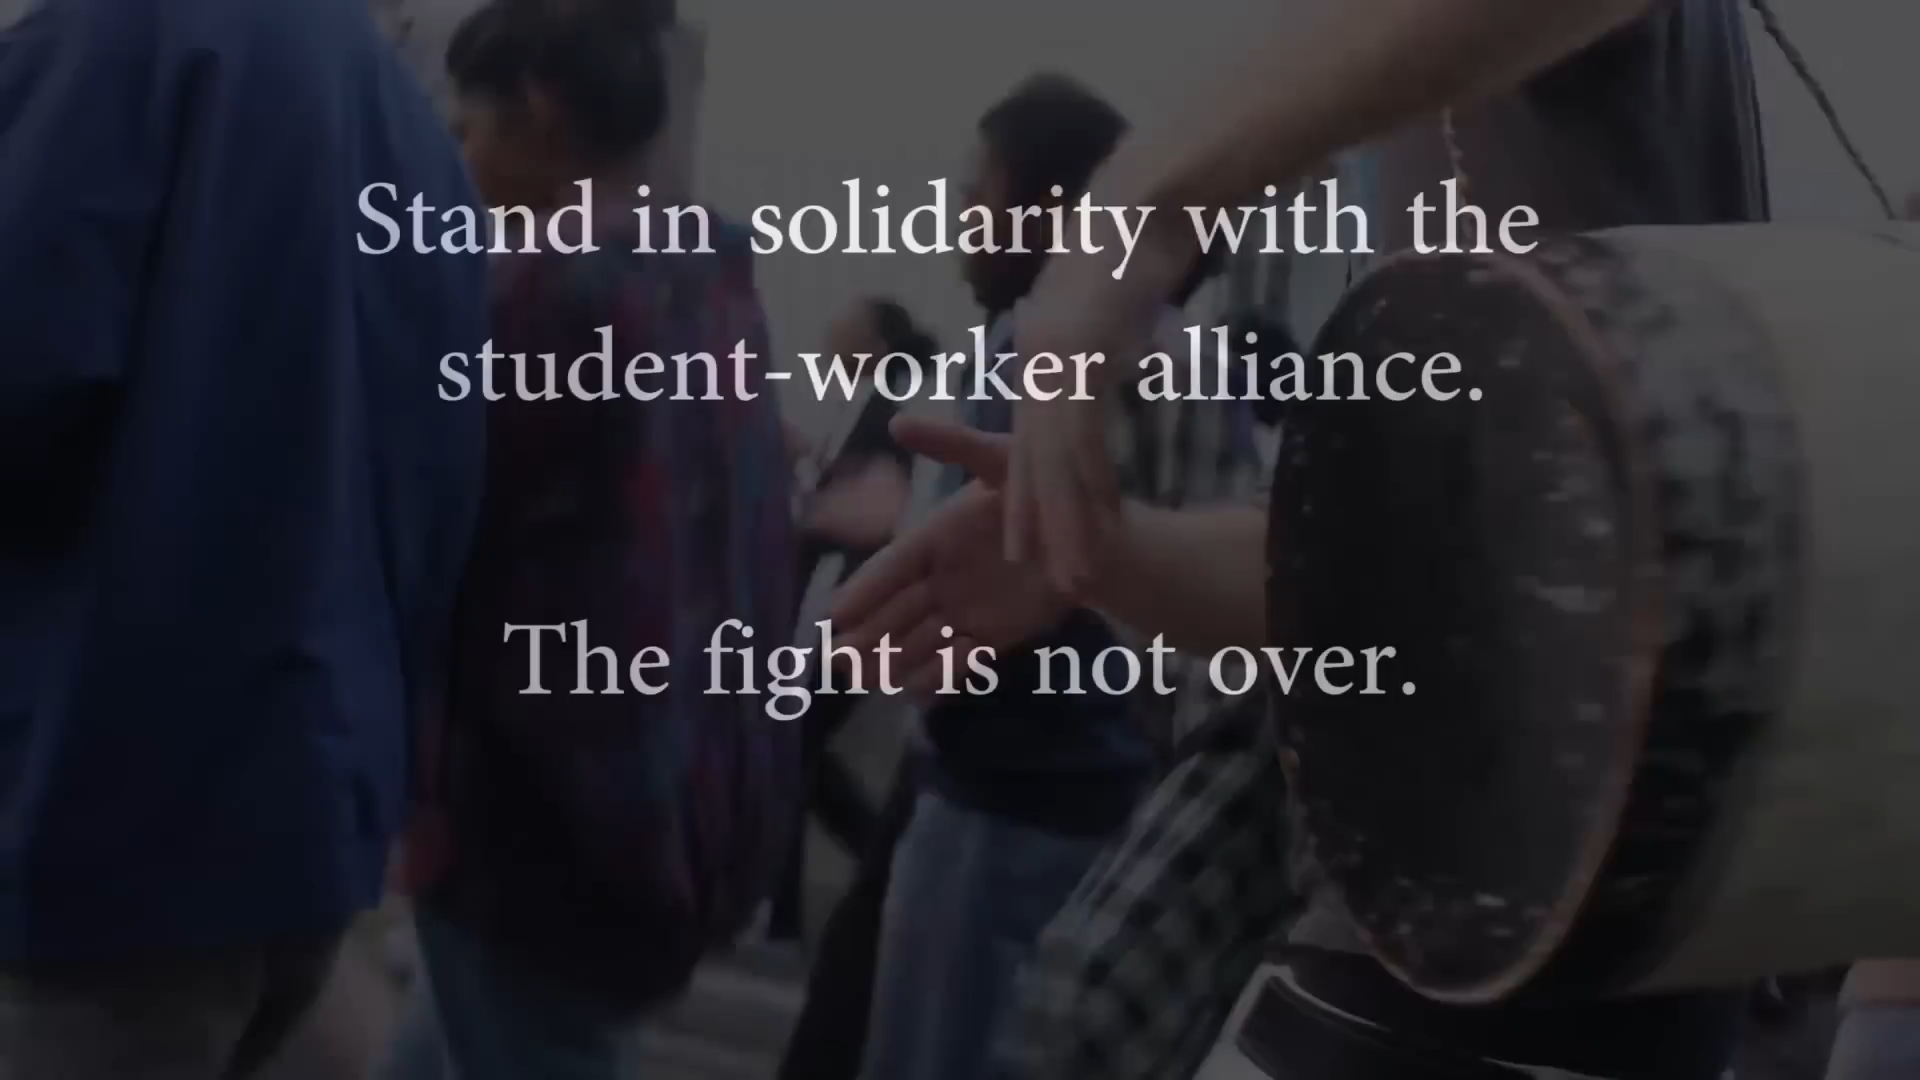 Stand in solidarity with the
student-worker alliance.
The fight is not over.